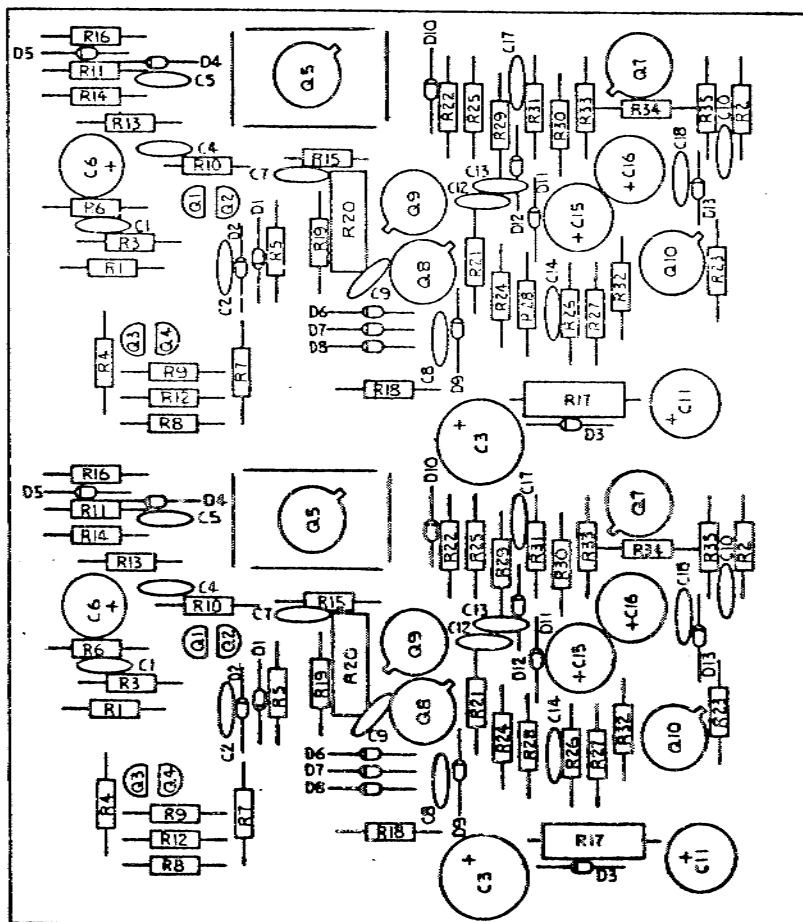 R16
D5
D4
R11
C5
R14
R13
C4
C6 +
R10
R6
C1
R3
R1
Q1
Q2
D2
D1
R5
C2
Q3
Q4
R4
R9
R12
R8
R7
Q5
R15
C7
R19
R20
Q9
Q8
C9
D6
D7
D8
C8
D9
R18
D10
R22
R25
C17
R29
R31
R30
R33
Q7
R34
R35
C10
R2
C18
C13
C12
D11
D12
+C16
+C15
D13
R21
R24
R28
C14
R26
R27
R32
Q10
R23
R17
D3
+C11
+ C3
R16
D5
D4
R11
C5
R14
R13
C4
C6 +
R10
R6
C1
R3
R1
Q1
Q2
D2
D1
R5
C2
Q3
Q4
R4
R9
R12
R8
R7
Q5
R15
C7
R19
R20
Q9
Q8
C9
D6
D7
D8
C8
D9
R18
D10
R22
R25
C17
R29
R31
R30
R33
Q7
R34
R35
C10
R2
C18
C13
C12
D11
D12
+C16
+C15
D13
R21
R24
R28
C14
R26
R27
R32
Q10
R23
R17
D3
+ C11
+ C3